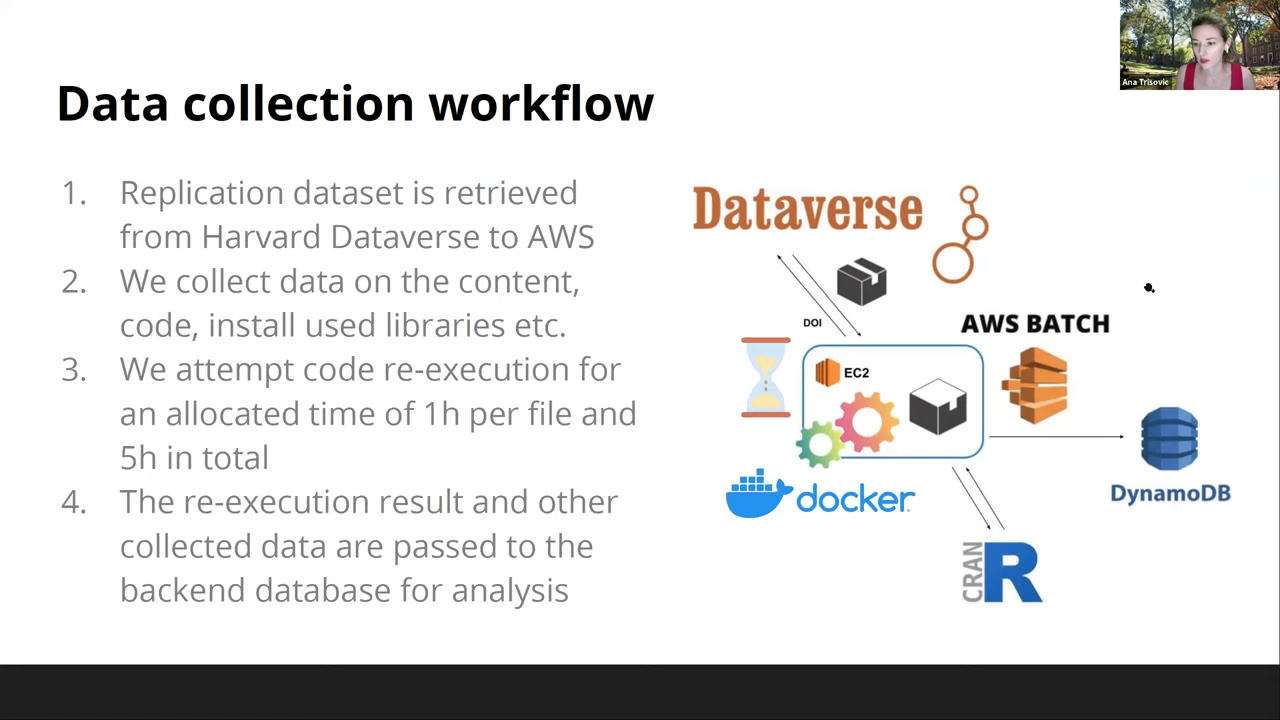 Ana Trisovic
Data collection workflow
1. Replication dataset is retrieved
from Harvard Dataverse to AWS
2. We collect data on the content,
code, install used libraries etc.
3. We attempt code re-execution for
an allocated time of 1h per file and
5h in total
4. The re-execution result and other
collected data are passed to the
backend database for analysis
Dataverse
DOI
AWS BATCH
EC2
DynamoDB
docker
CRAN
R